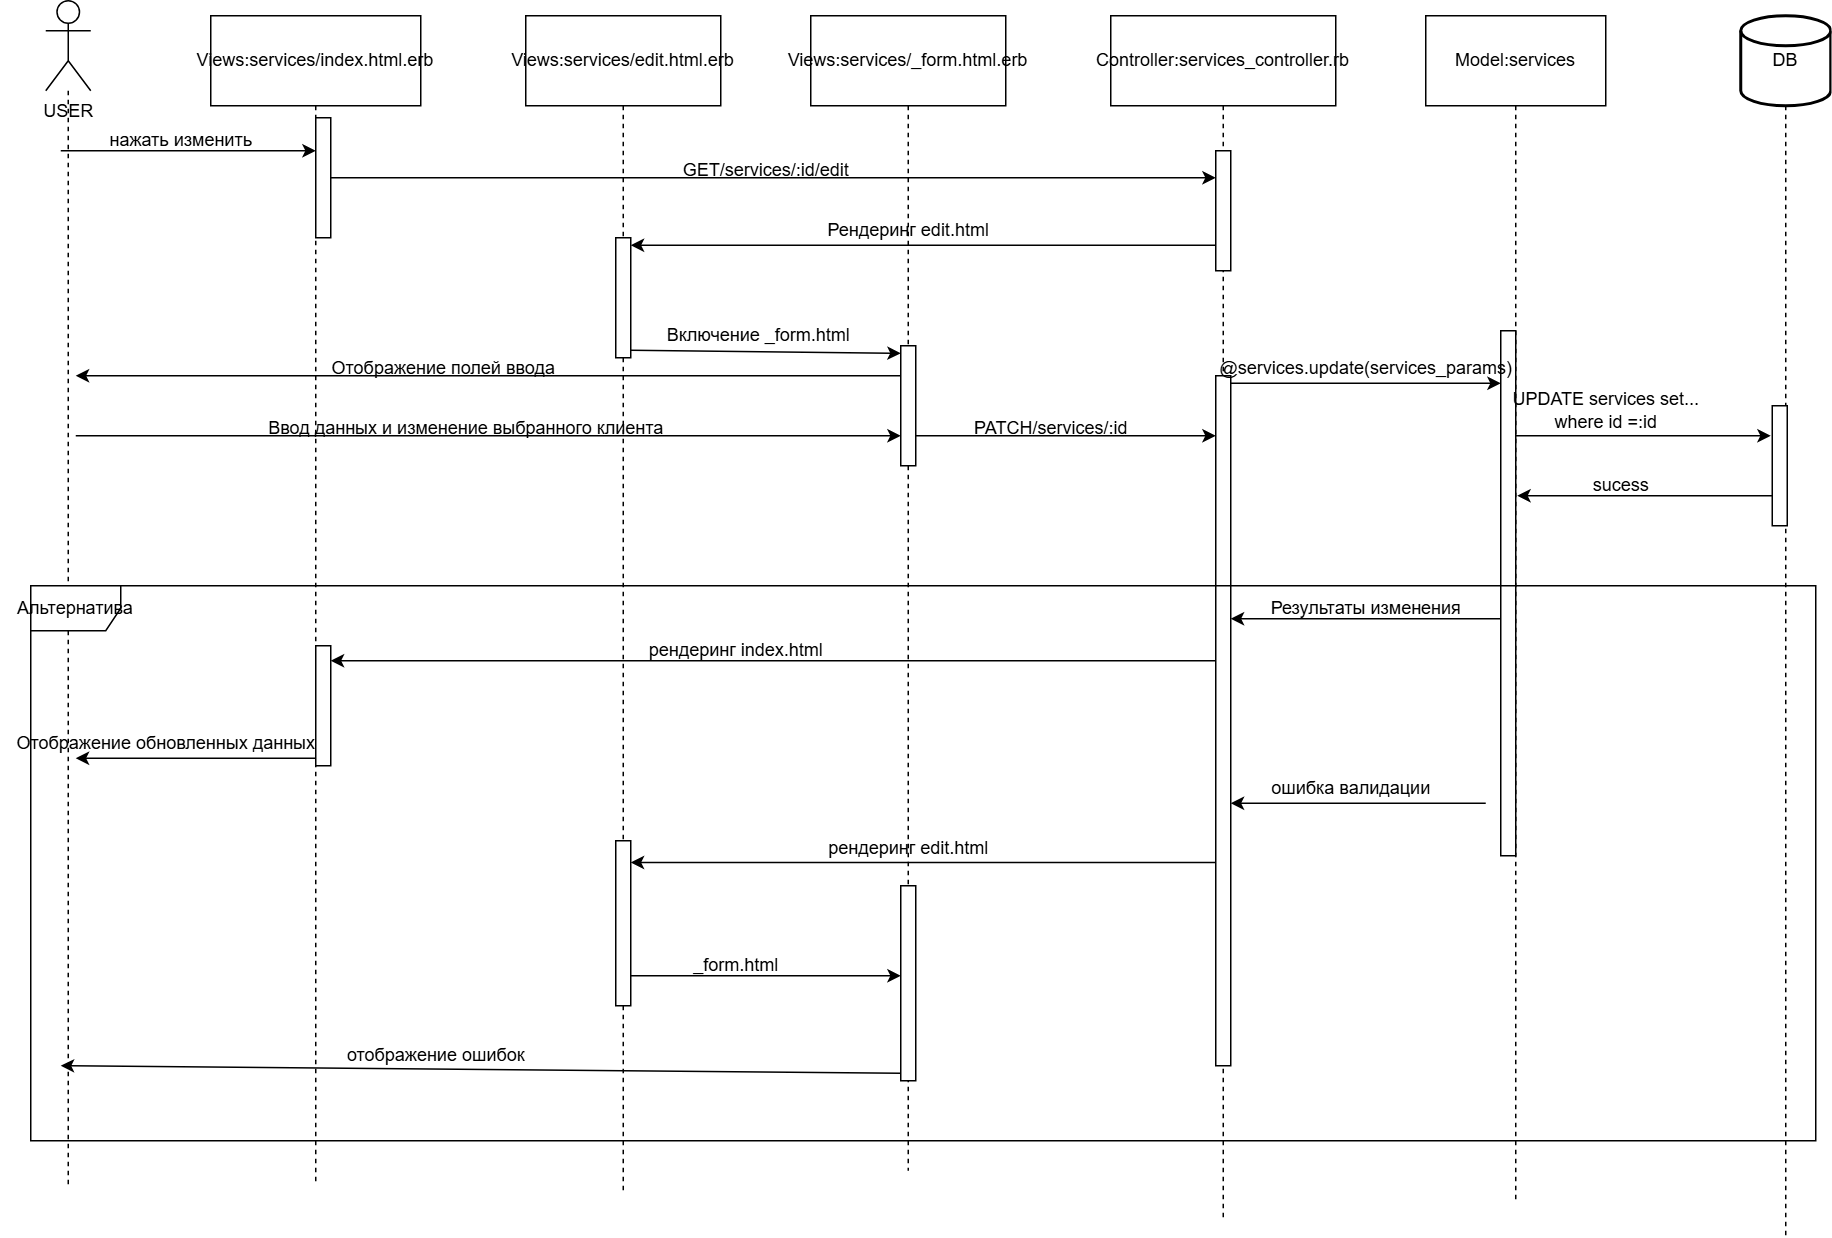 USER
Views:services/index.html.erb
Views:services/edit.html.erb
Views:services/_form.html.erb
Controller:services_controller.rb
Model:services
DB
нажать изменить
GET/services/:id/edit
Рендеринг edit.html
Включение _form.html
Отображение полей ввода
@services.update(services_params)
UPDATE services set...
where id =:id
Ввод данных и изменение выбранного клиента
PATCH/services/:id
sucess
Альтернатива
Результаты изменения
рендеринг index.html
Отображение обновленных данных
ошибка валидации
рендеринг edit.html
_form.html
отображение ошибок